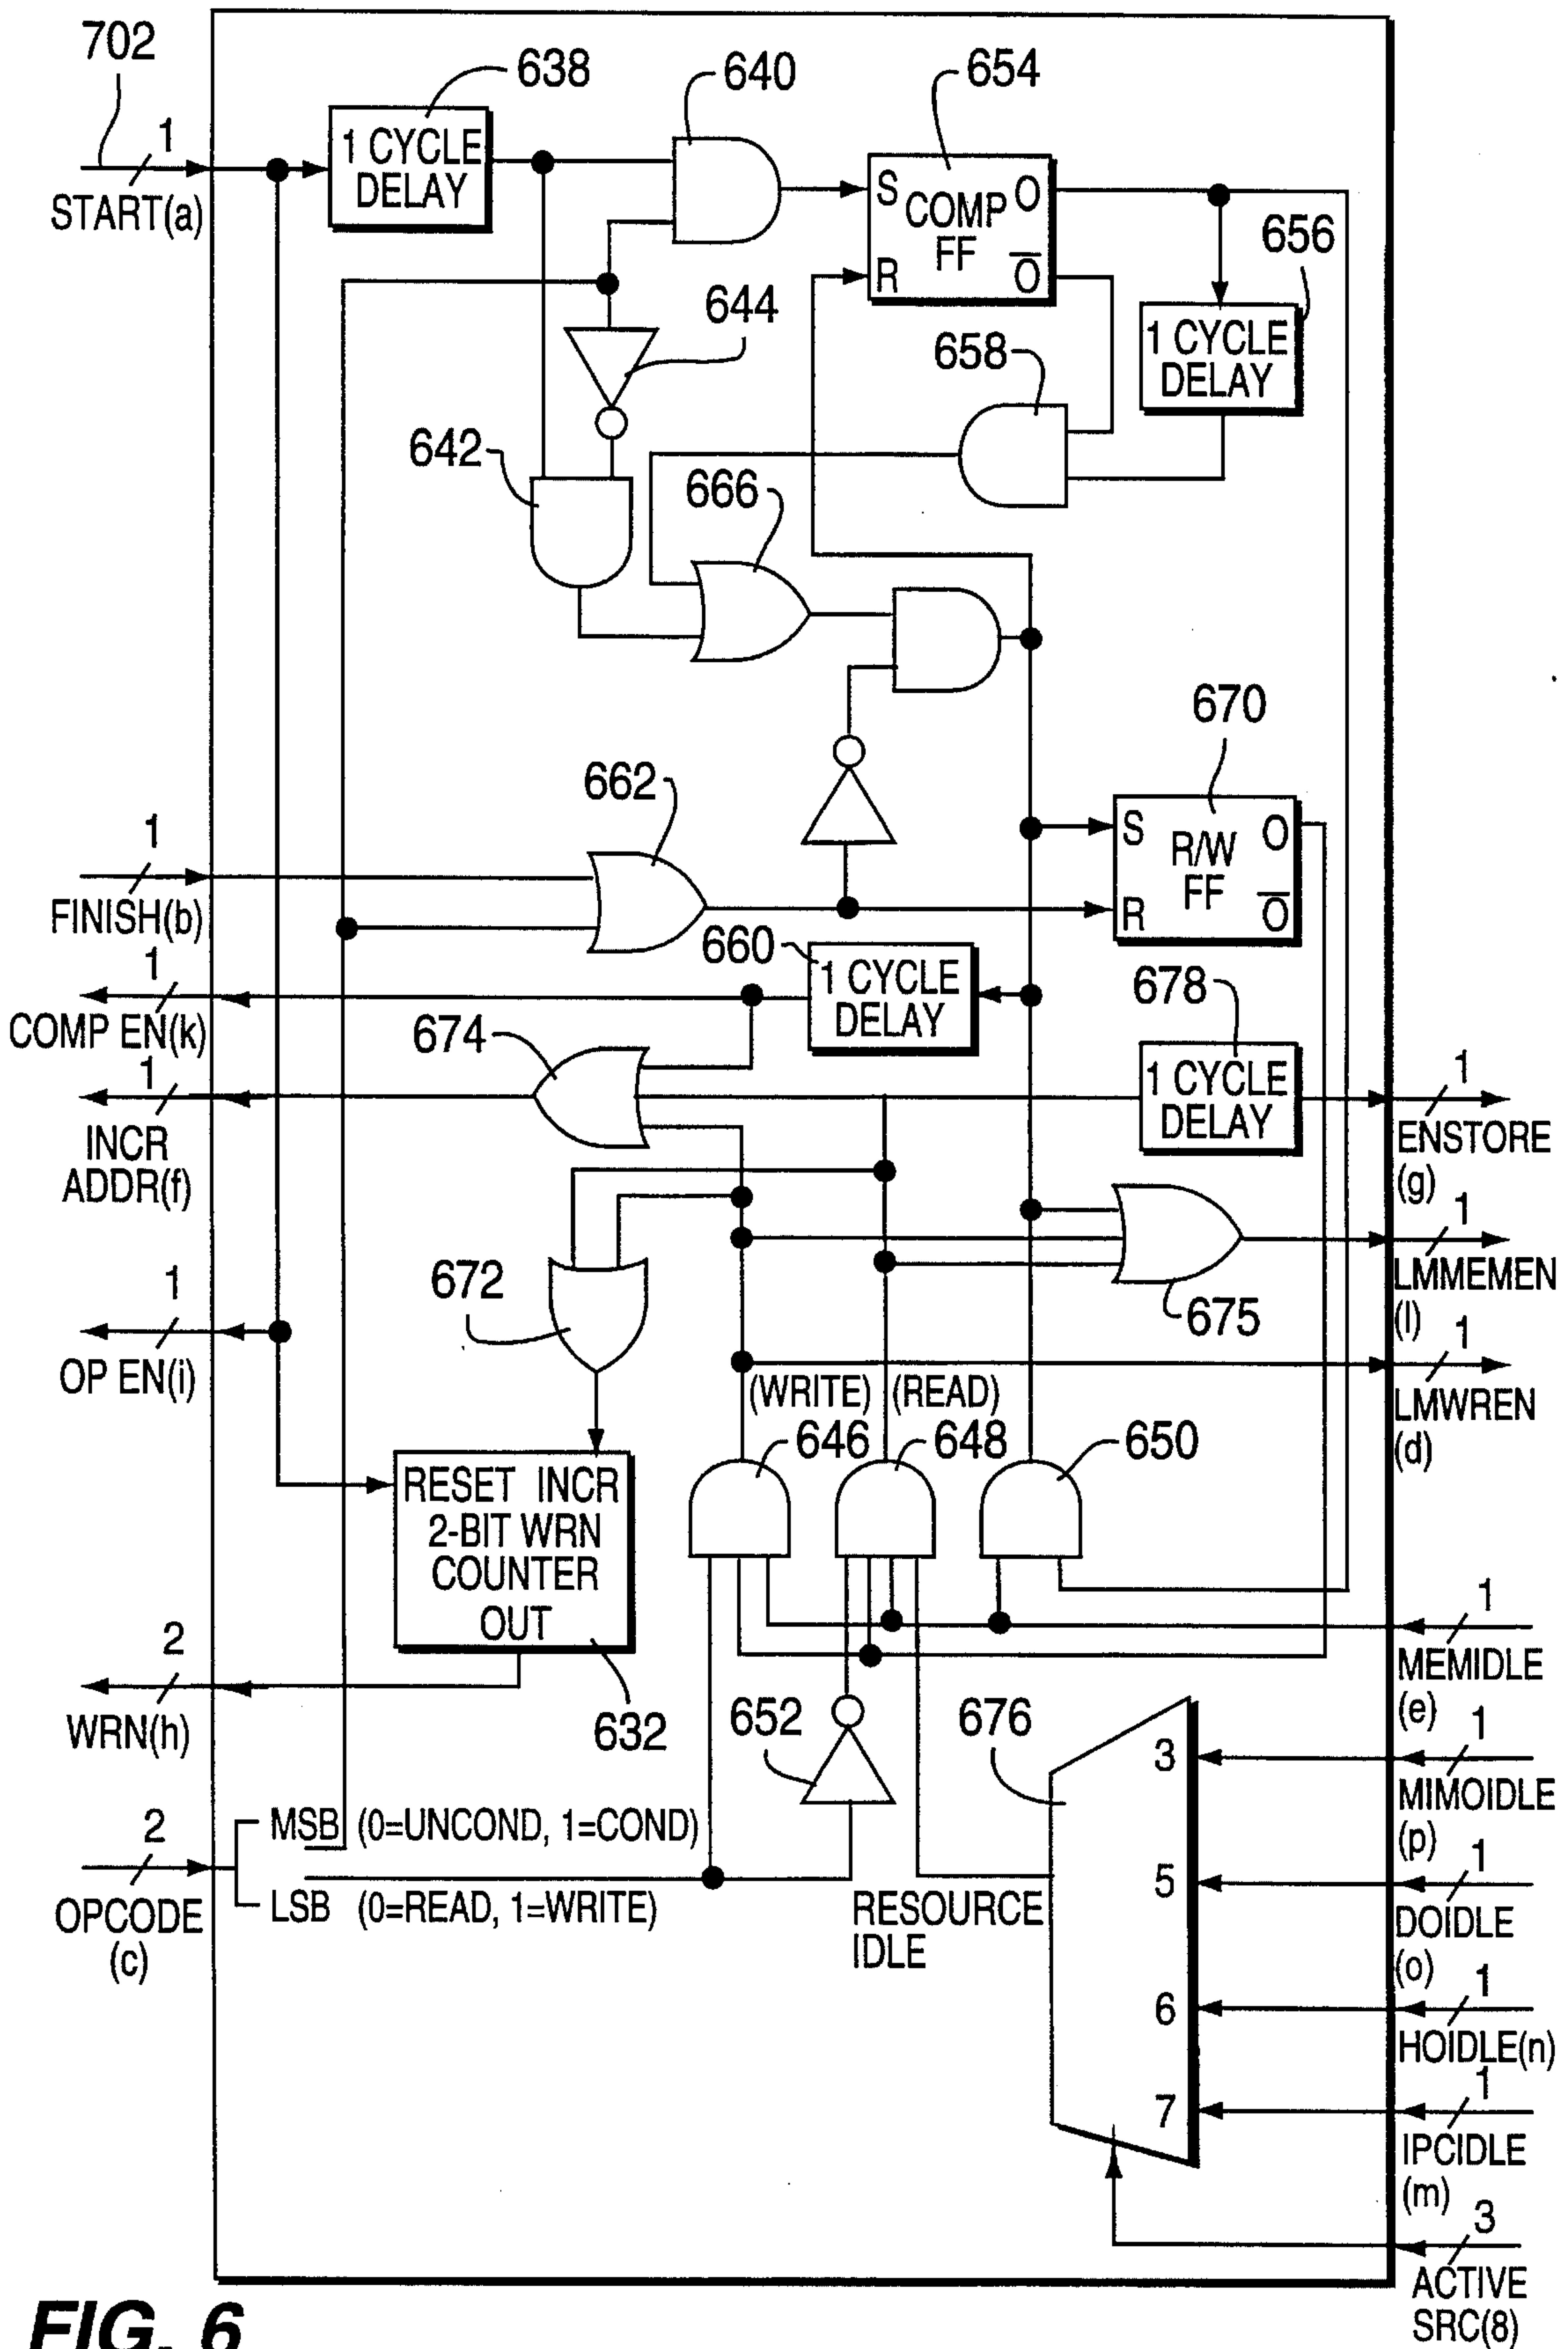 702
638
640
654
1
1 CYCLE
DELAY
START(a)
S
COMP
FF
O
R
O
656
644
1 CYCLE
DELAY
658
642
666
670
662
1
FINISH(b)
S
R/W
FF
O
R
O
660
1
COMP EN(k)
1 CYCLE
DELAY
678
674
1
INCR
ADDR(f)
1 CYCLE
DELAY
1
ENSTORE
(g)
1
LMMEMEN
(l)
672
675
1
OP EN(i)
1
LMWREN
(d)
(WRITE) (READ)
646
648
650
RESET INCR
2-BIT WRN
COUNTER
OUT
1
MEMIDLE
(e)
2
WRN(h)
632
652
676
3
1
MIMOIDLE
(p)
2
OPCODE
(c)
MSB (0=UNCOND, 1=COND)
LSB (0=READ, 1=WRITE)
RESOURCE
IDLE
5
1
DOIDLE
(o)
6
1
HOIDLE(n)
7
1
IPCIDLE
(m)
3
ACTIVE
SRC(8)
FIG. 6